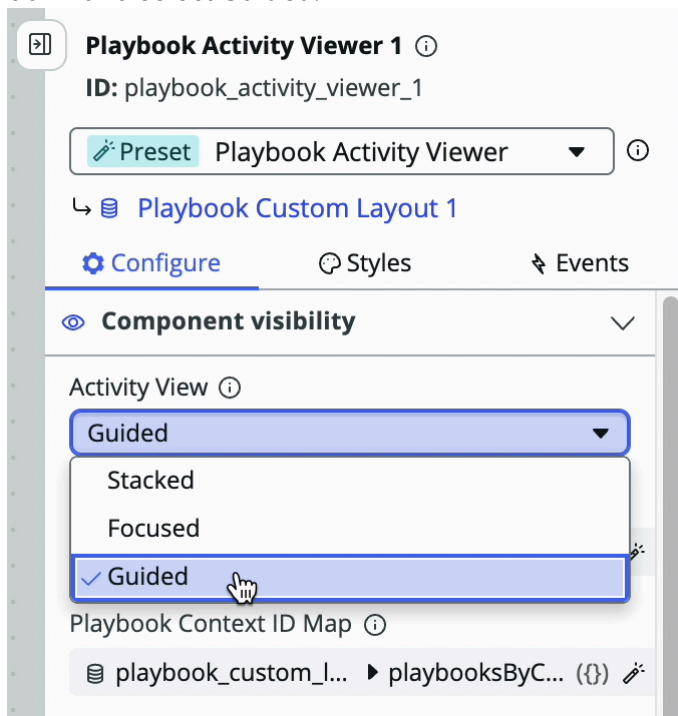 Playbook Activity Viewer 1
ID: playbook_activity_viewer_1
Preset Playbook Activity Viewer
Playbook Custom Layout 1
Configure Styles Events
Component visibility
Activity View
Guided
Stacked
Focused
Guided
Playbook Context ID Map
playbook_custom_l... ▶ playbooksByC... ({})